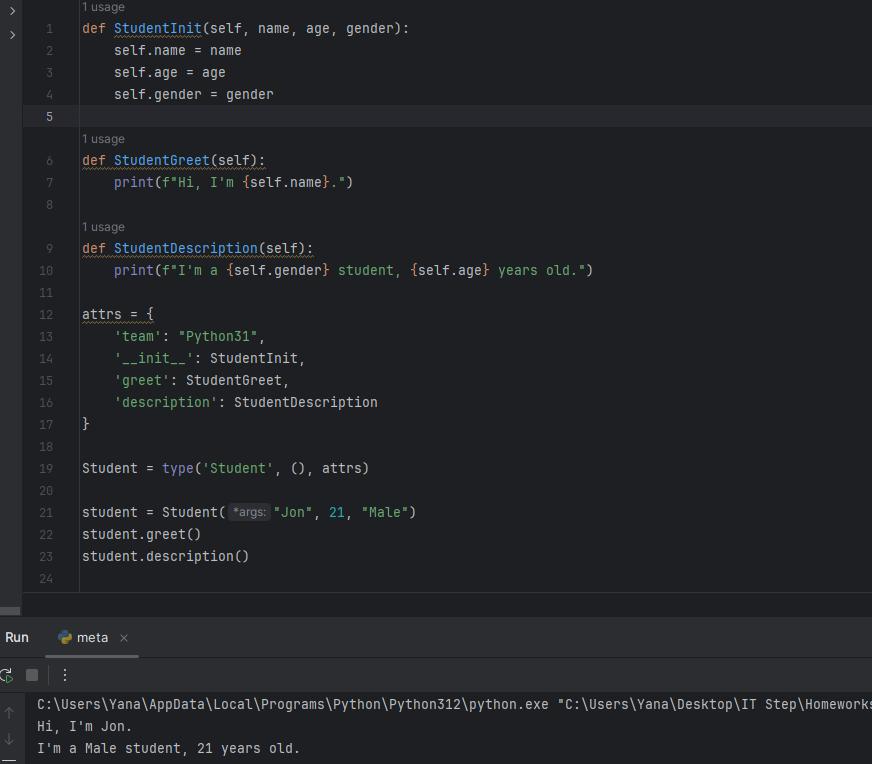 1 usage
1 def StudentInit(self, name, age, gender):
2     self.name = name
3     self.age = age
4     self.gender = gender
5
1 usage
6 def StudentGreet(self):
7     print(f"Hi, I'm {self.name}.")
8
1 usage
9 def StudentDescription(self):
10     print(f"I'm a {self.gender} student, {self.age} years old.")
11
12 attrs = {
13     'team': "Python31",
14     '__init__': StudentInit,
15     'greet': StudentGreet,
16     'description': StudentDescription
17 }
18
19 Student = type('Student', (), attrs)
20
21 student = Student( *args: "Jon", 21, "Male")
22 student.greet()
23 student.description()
24
Run meta ×
C:\Users\Yana\AppData\Local\Programs\Python\Python312\python.exe "C:\Users\Yana\Desktop\IT Step\Homeworks
Hi, I'm Jon.
I'm a Male student, 21 years old.